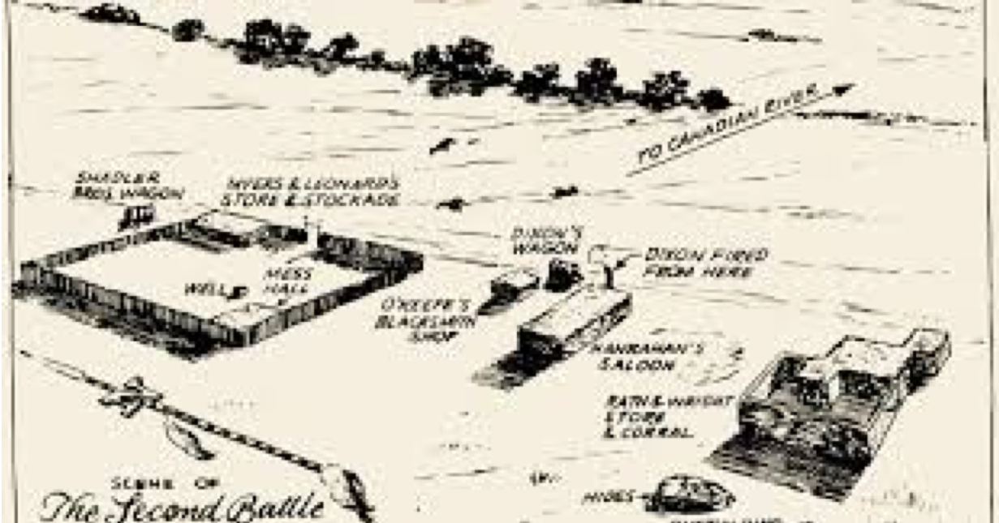 TO CANADIAN RIVER
SHADLER
BROS. WAGON
MYERS & LEONARD'S
STORE & STOCKADE
DIXON'S
WAGON
DIXON FIRED
FROM HERE
MESS
HALL
WELL
O'KEEFE'S
BLACKSMITH
SHOP
HANRAHAN'S
SALOON
RATH & WRIGHT
STORE
& CORRAL
HIDES
SCENE OF
The Second Battle